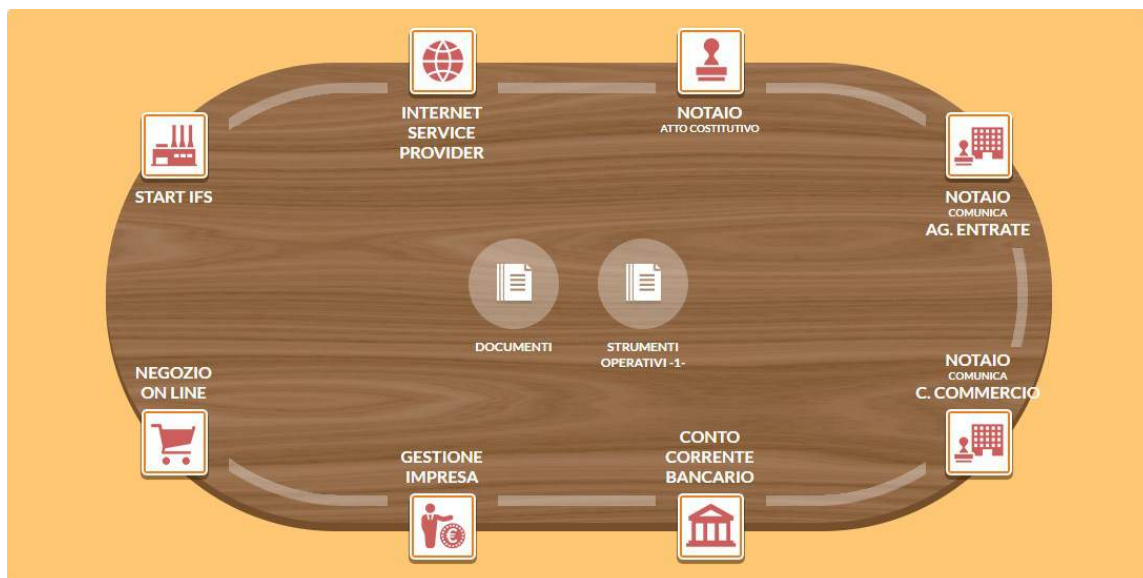 INTERNET
SERVICE
PROVIDER
NOTAIO
ATTO COSTITUTIVO
START IFS
NOTAIO
COMUNICA
AG. ENTRATE
DOCUMENTI
STRUMENTI
OPERATIVI -1-
NEGOZIO
ON LINE
GESTIONE
IMPRESA
CONTO
CORRENTE
BANCARIO
NOTAIO
COMUNICA
C. COMMERCIO